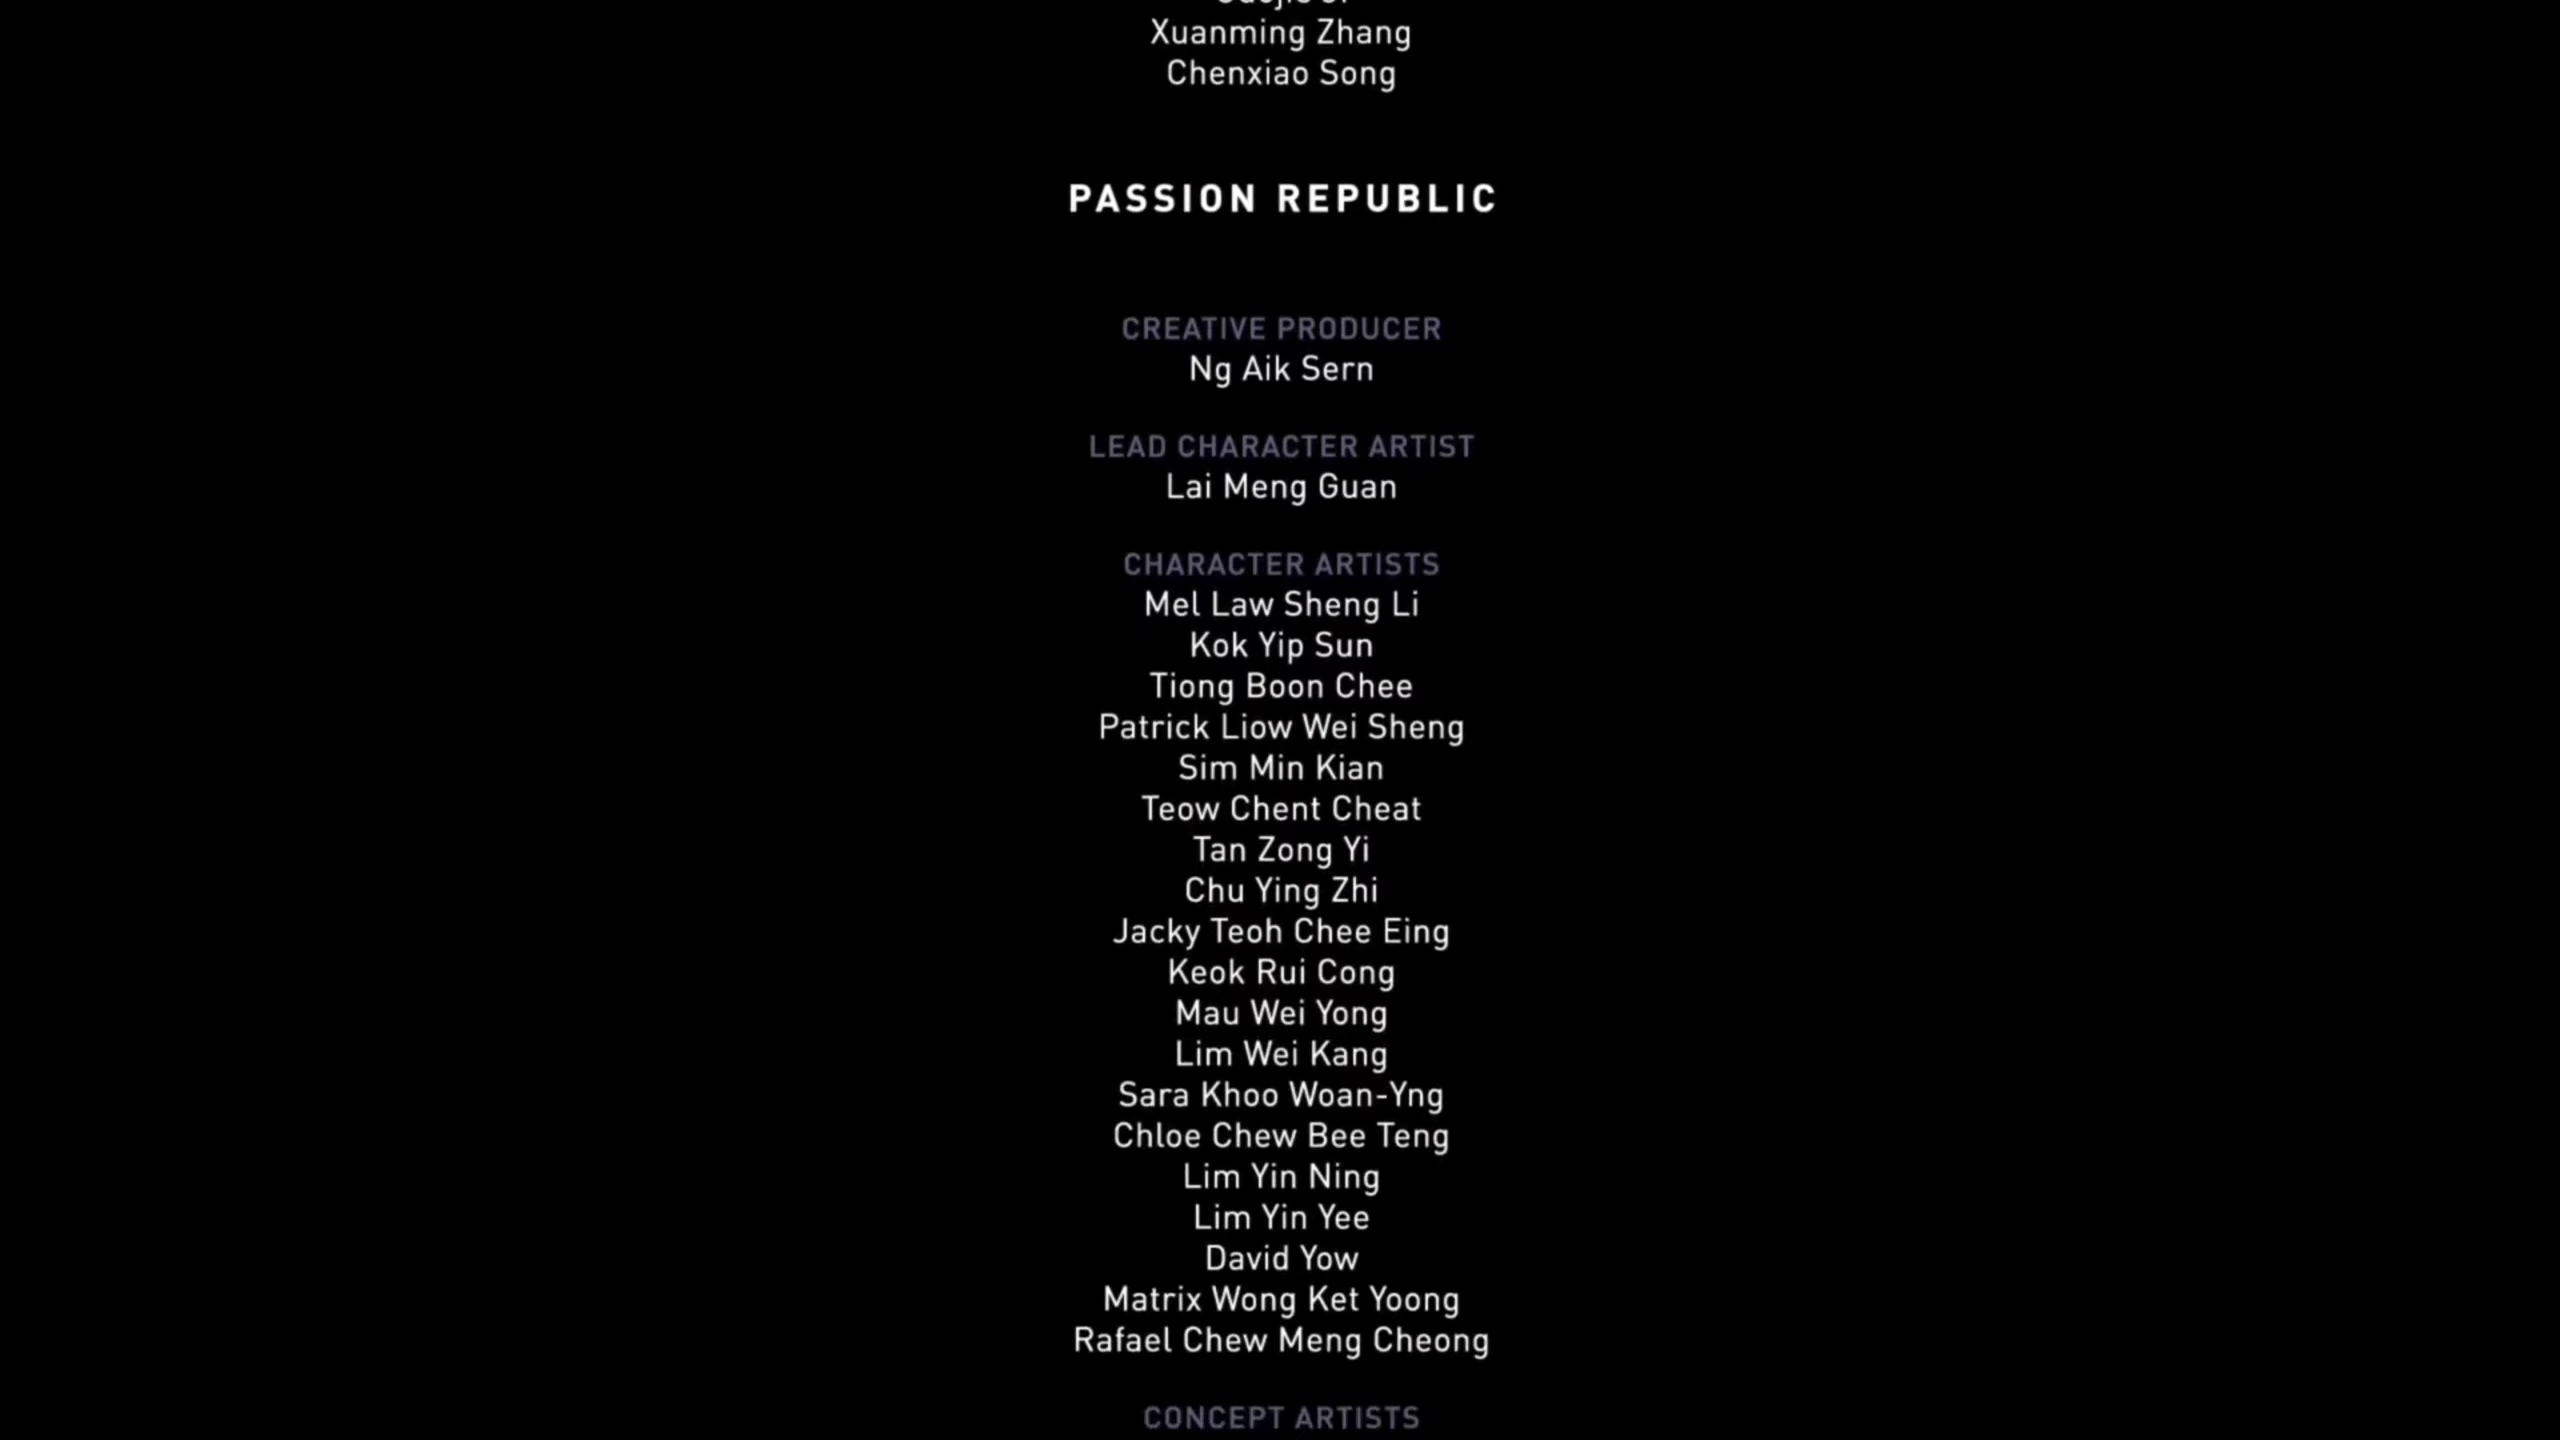 Xuanming Zhang
Chenxiao Song
PASSION REPUBLIC
CREATIVE PRODUCER
Ng Aik Sern
LEAD CHARACTER ARTIST
Lai Meng Guan
CHARACTER ARTISTS
Mel Law Sheng Li
Kok Yip Sun
Tiong Boon Chee
Patrick Liow Wei Sheng
Sim Min Kian
Teow Chent Cheat
Tan Zong Yi
Chu Ying Zhi
Jacky Teoh Chee Eing
Keok Rui Cong
Mau Wei Yong
Lim Wei Kang
Sara Khoo Woan-Yng
Chloe Chew Bee Teng
Lim Yin Ning
Lim Yin Yee
David Yow
Matrix Wong Ket Yoong
Rafael Chew Meng Cheong
CONCEPT ARTISTS